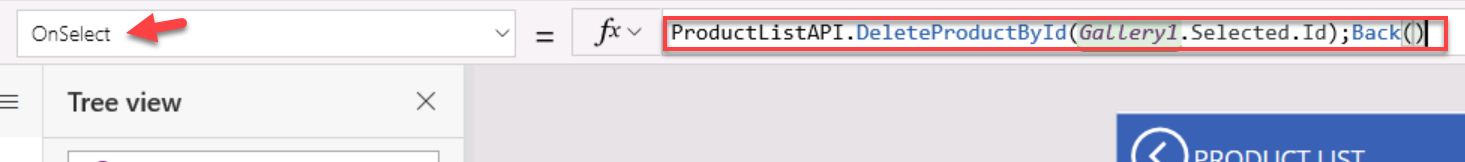 OnSelect = fx ProductListAPI.DeleteProductById(Gallery1.Selected.Id);Back()
Tree view
PRODUCT LIST